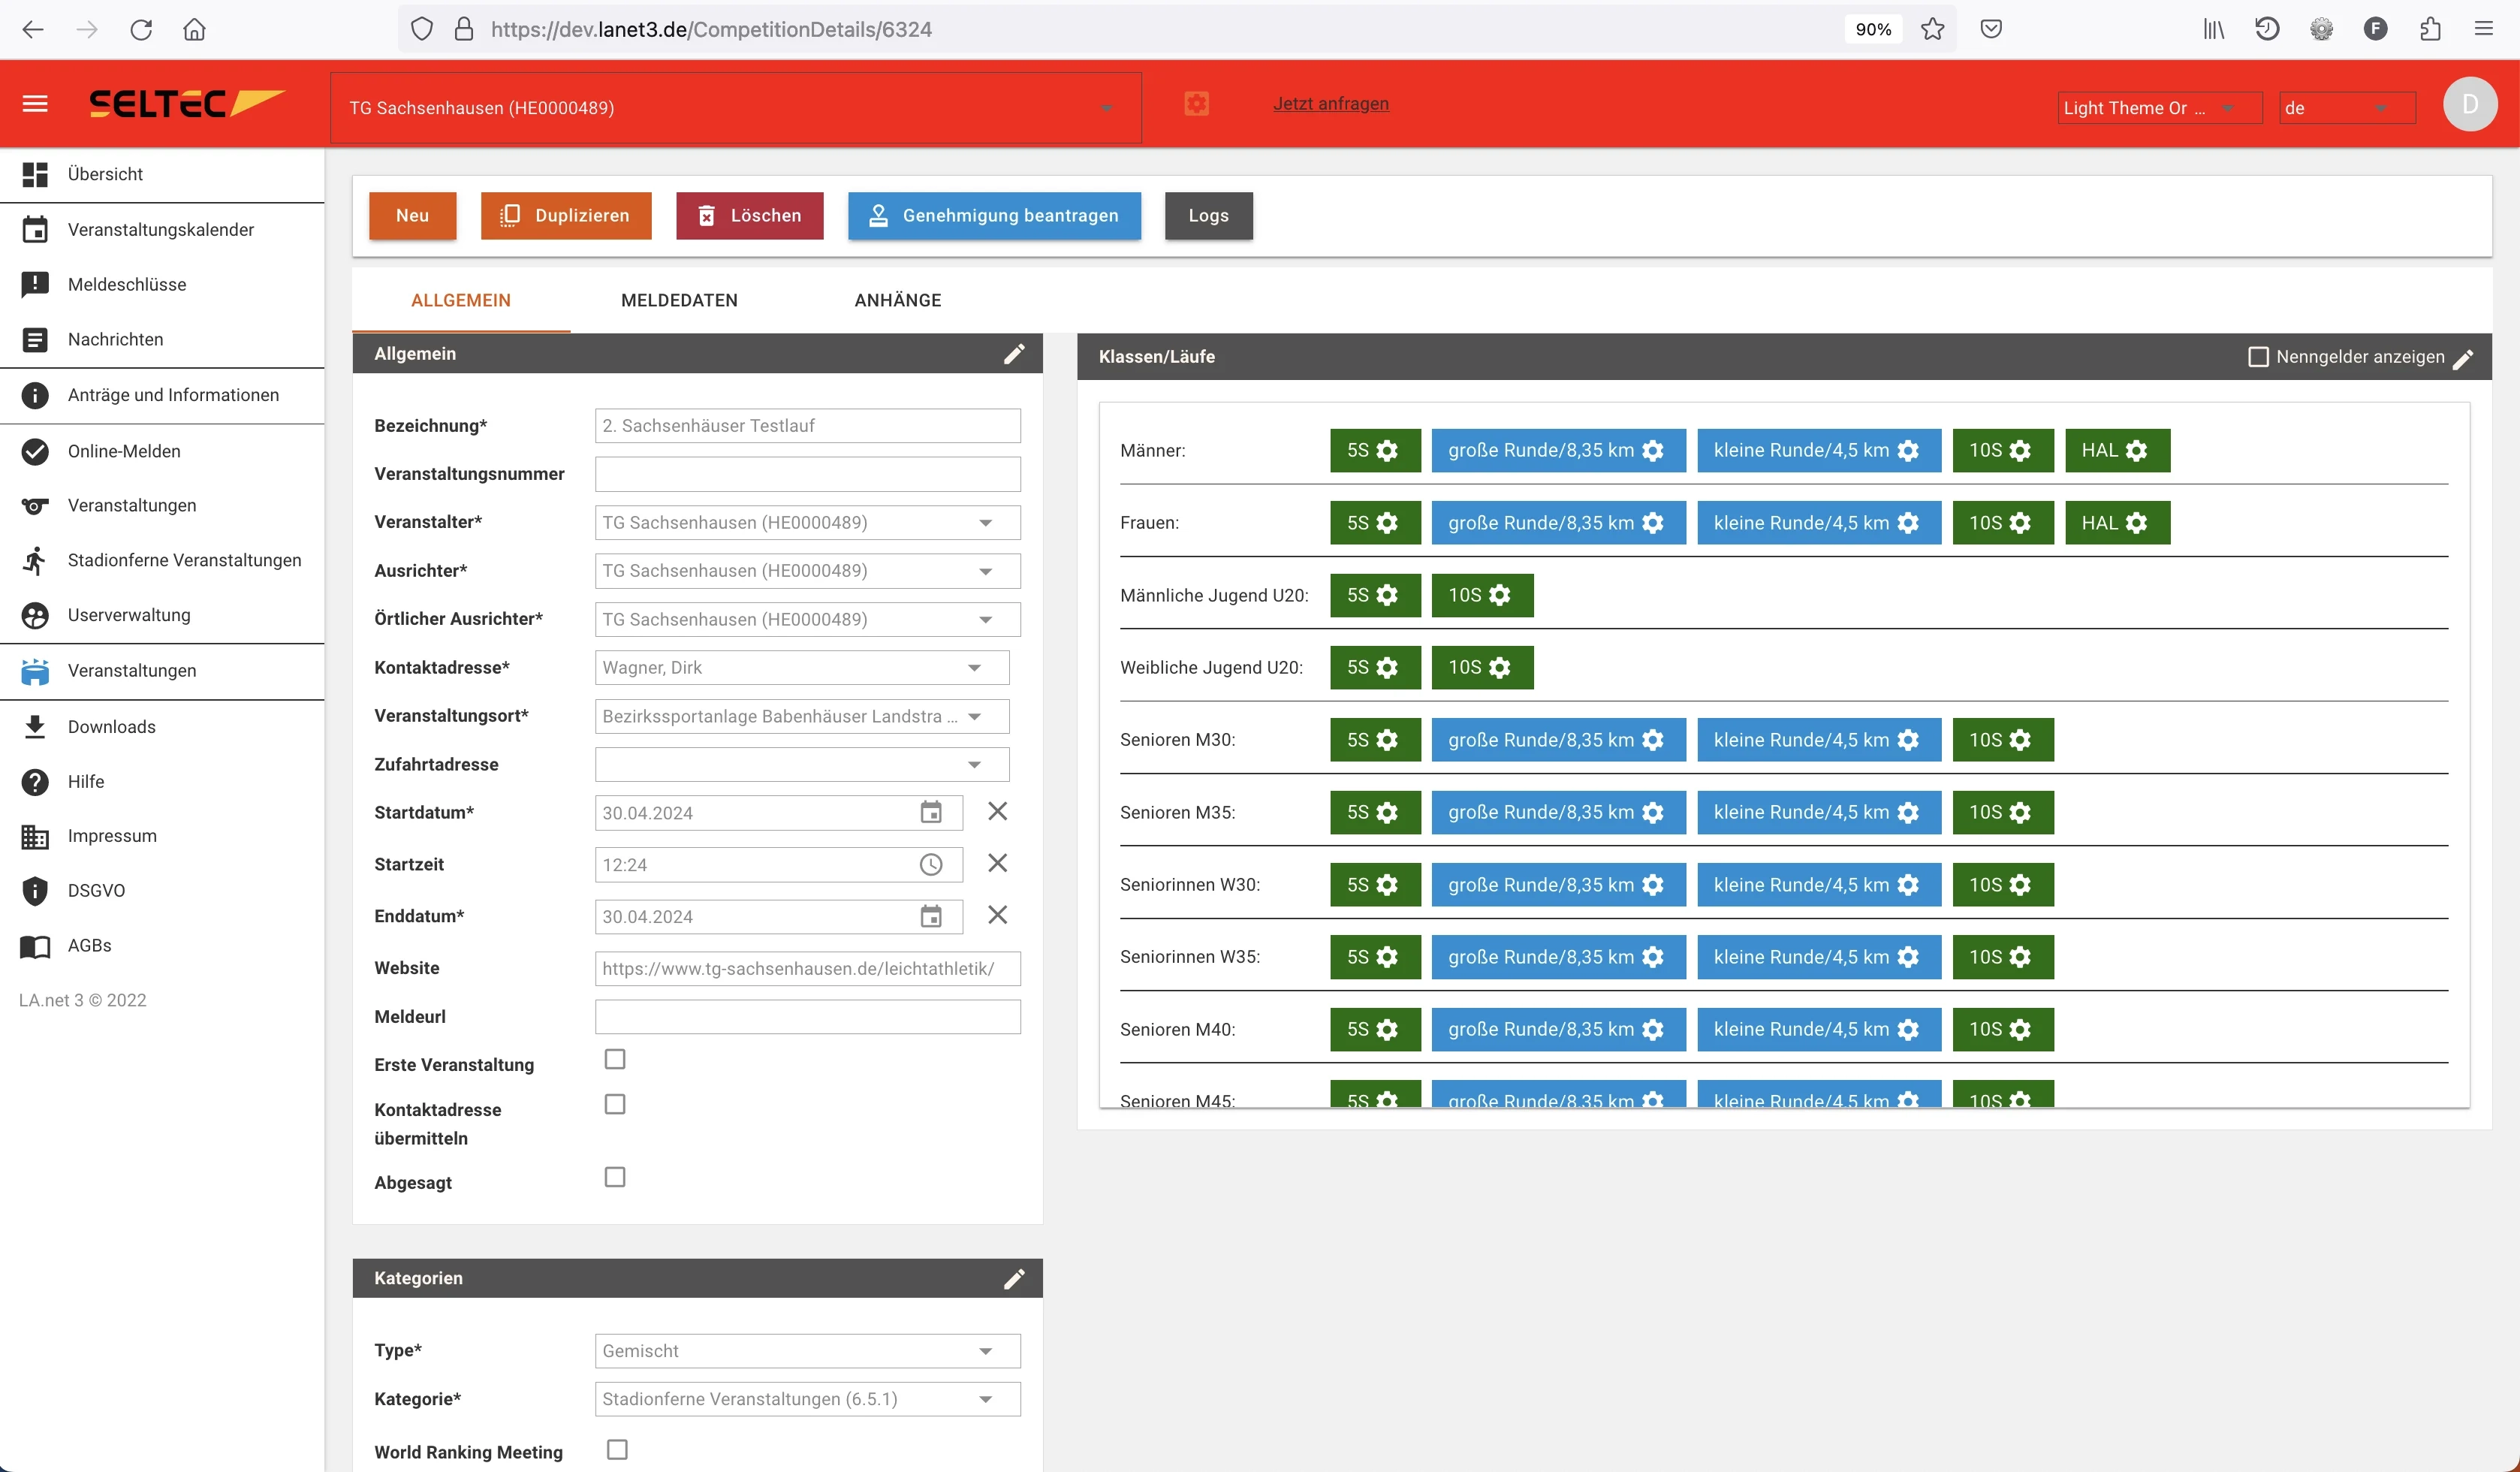 https://dev.lanet3.de/CompetitionDetails/6324
90%
F
SELTEC
TG Sachsenhausen (HE0000489)
Jetzt anfragen
Light Theme Or ...
de
D
Übersicht
Veranstaltungskalender
Meldeschlüsse
Nachrichten
Anträge und Informationen
Online-Melden
Veranstaltungen
Stadionferne Veranstaltungen
Userverwaltung
Veranstaltungen
Downloads
Hilfe
Impressum
DSGVO
AGBs
LA.net 3 © 2022
Neu
Duplizieren
Löschen
Genehmigung beantragen
Logs
ALLGEMEIN
MELDEDATEN
ANHÄNGE
Allgemein
Bezeichnung* 2. Sachsenhäuser Testlauf
Veranstaltungsnummer
Veranstalter* TG Sachsenhausen (HE0000489)
Ausrichter* TG Sachsenhausen (HE0000489)
Örtlicher Ausrichter* TG Sachsenhausen (HE0000489)
Kontaktadresse* Wagner, Dirk
Veranstaltungsort* Bezirkssportanlage Babenhäuser Landstra ...
Zufahrtadresse
Startdatum* 30.04.2024
Startzeit 12:24
Enddatum* 30.04.2024
Website https://www.tg-sachsenhausen.de/leichtathletik/
Meldeurl
Erste Veranstaltung
Kontaktadresse
übermitteln
Abgesagt
Kategorien
Type* Gemischt
Kategorie* Stadionferne Veranstaltungen (6.5.1)
World Ranking Meeting
Klassen/Läufe Nenngelder anzeigen
Männer: 5S große Runde/8,35 km kleine Runde/4,5 km 10S HAL
Frauen: 5S große Runde/8,35 km kleine Runde/4,5 km 10S HAL
Männliche Jugend U20: 5S 10S
Weibliche Jugend U20: 5S 10S
Senioren M30: 5S große Runde/8,35 km kleine Runde/4,5 km 10S
Senioren M35: 5S große Runde/8,35 km kleine Runde/4,5 km 10S
Seniorinnen W30: 5S große Runde/8,35 km kleine Runde/4,5 km 10S
Seniorinnen W35: 5S große Runde/8,35 km kleine Runde/4,5 km 10S
Senioren M40: 5S große Runde/8,35 km kleine Runde/4,5 km 10S
Senioren M45: 5S große Runde/8,35 km kleine Runde/4,5 km 10S